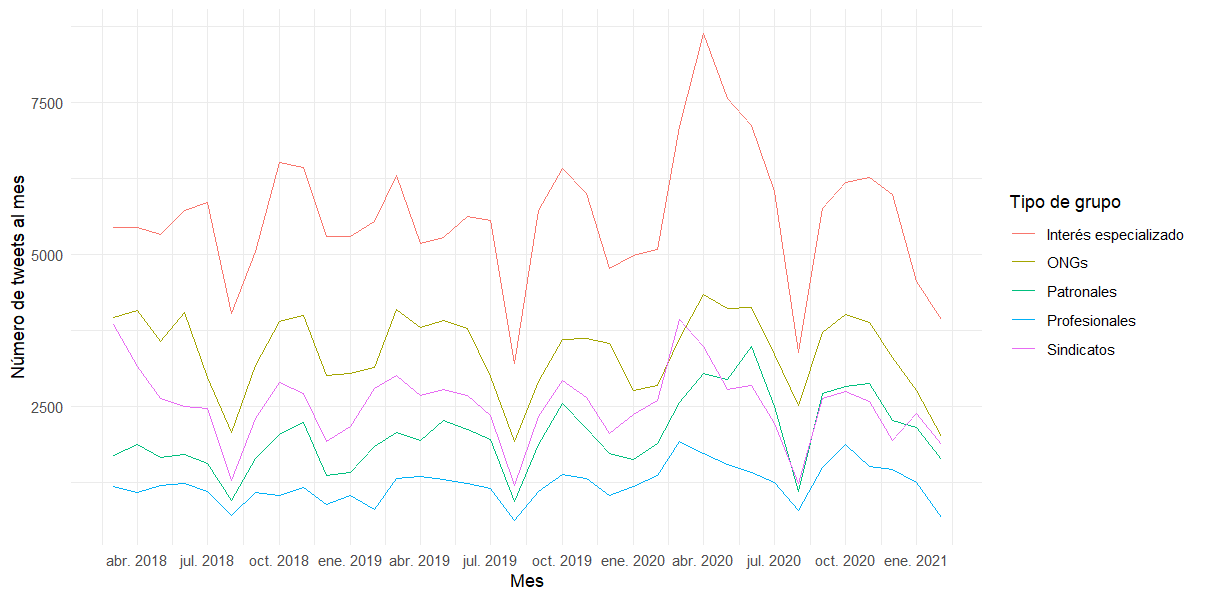 Número de tweets al mes
7500
5000
2500
abr. 2018 jul. 2018 oct. 2018 ene. 2019 abr. 2019 jul. 2019 oct. 2019 ene. 2020 abr. 2020 jul. 2020 oct. 2020 ene. 2021
Mes
Tipo de grupo
Interés especializado
ONGs
Patronales
Profesionales
Sindicatos